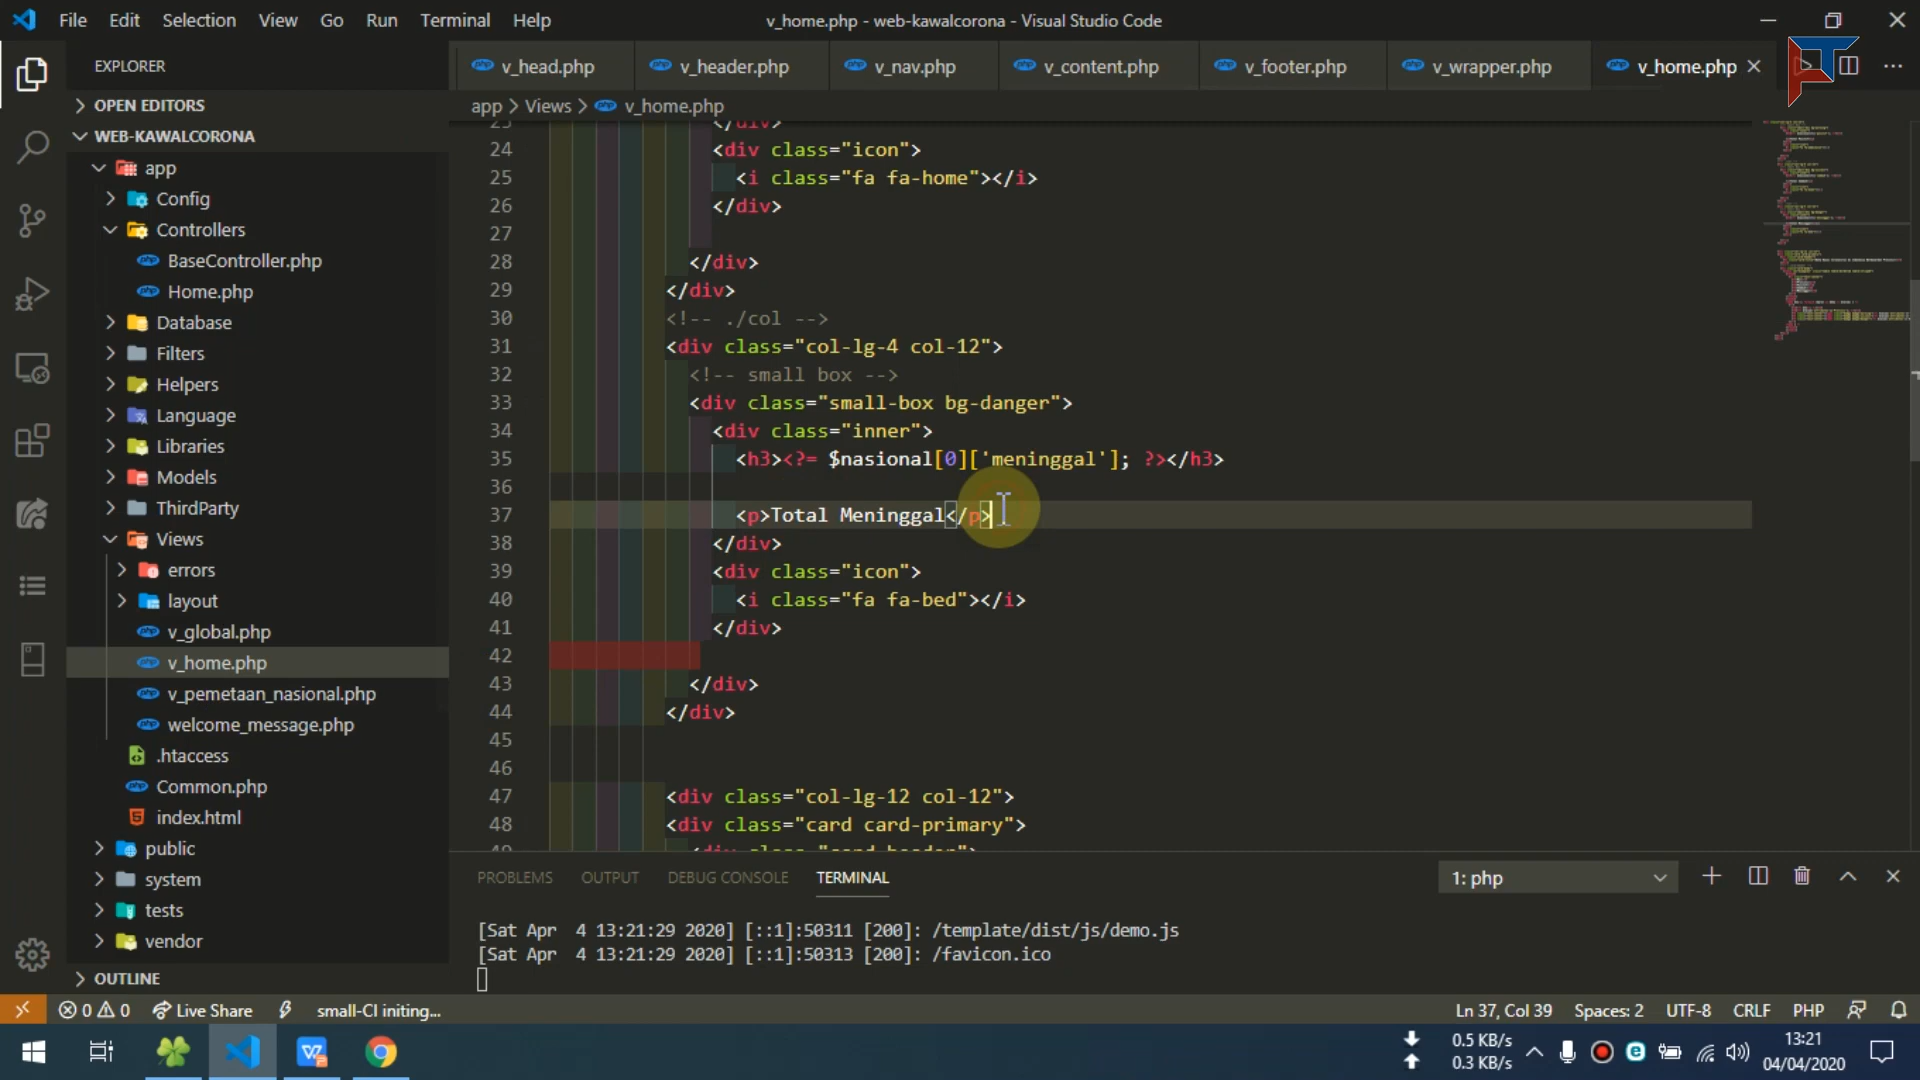 File Edit Selection View Go Run Terminal Help
v_home.php - web-kawalcorona - Visual Studio Code
EXPLORER
OPEN EDITORS
WEB-KAWALCORONA
app
Config
Controllers
BaseController.php
Home.php
Database
Filters
Helpers
Language
Libraries
Models
ThirdParty
Views
errors
layout
v_global.php
v_home.php
v_pemetaan_nasional.php
welcome_message.php
.htaccess
Common.php
index.html
public
system
tests
vendor
OUTLINE
v_head.php v_header.php v_nav.php v_content.php v_footer.php v_wrapper.php v_home.php
app > Views > v_home.php
23 </div>
24 <div class="icon">
25 <i class="fa fa-home"></i>
26 </div>
27
28 </div>
29 </div>
30 <!-- ./col -->
31 <div class="col-lg-4 col-12">
32 <!-- small box -->
33 <div class="small-box bg-danger">
34 <div class="inner">
35 <h3><?= $nasional[0]['meninggal']; ?></h3>
36
37 <p>Total Meninggal</p>
38 </div>
39 <div class="icon">
40 <i class="fa fa-bed"></i>
41 </div>
42
43 </div>
44 </div>
45
46
47 <div class="col-lg-12 col-12">
48 <div class="card card-primary">
49 <div class="card-header">
PROBLEMS OUTPUT DEBUG CONSOLE TERMINAL
1: php
[Sat Apr 4 13:21:29 2020] [::1]:50311 [200]: /template/dist/js/demo.js
[Sat Apr 4 13:21:29 2020] [::1]:50313 [200]: /favicon.ico
0 0 Live Share small-CI initing... Ln 37, Col 39 Spaces: 2 UTF-8 CRLF PHP
0.5 KB/s
0.3 KB/s
13:21
04/04/2020